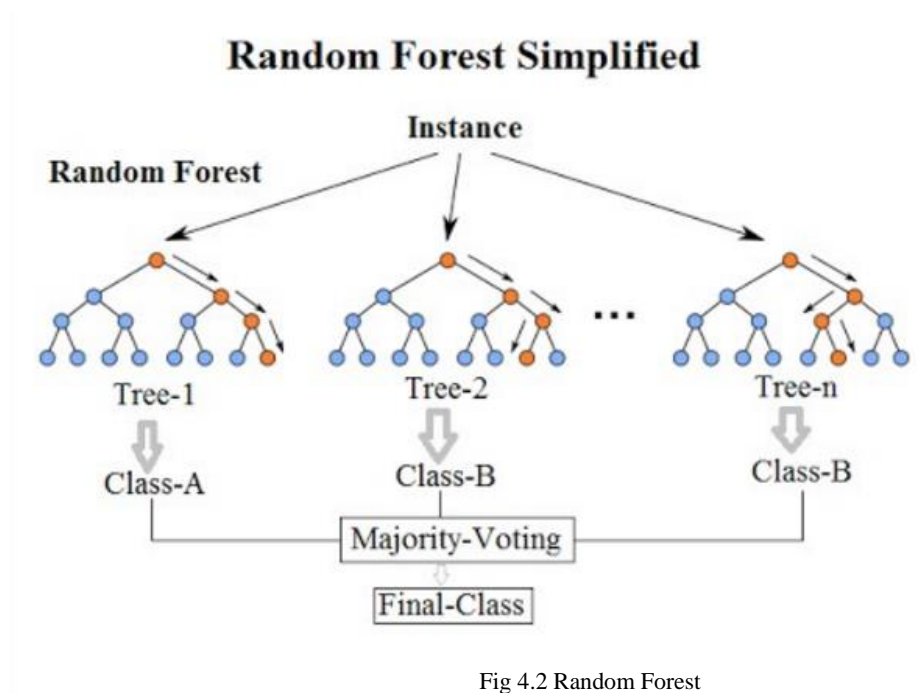 Random Forest Simplified
Instance
Random Forest
...
Tree-1
Tree-2
Tree-n
Class-A
Class-B
Class-B
Majority-Voting
Final-Class
Fig 4.2 Random Forest